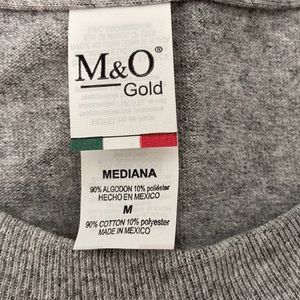 M&O®
Gold
MEDIANA
90% ALGODON 10% poliéster
HECHO EN MEXICO
M
90% COTTON 10% polyester
MADE IN MEXICO